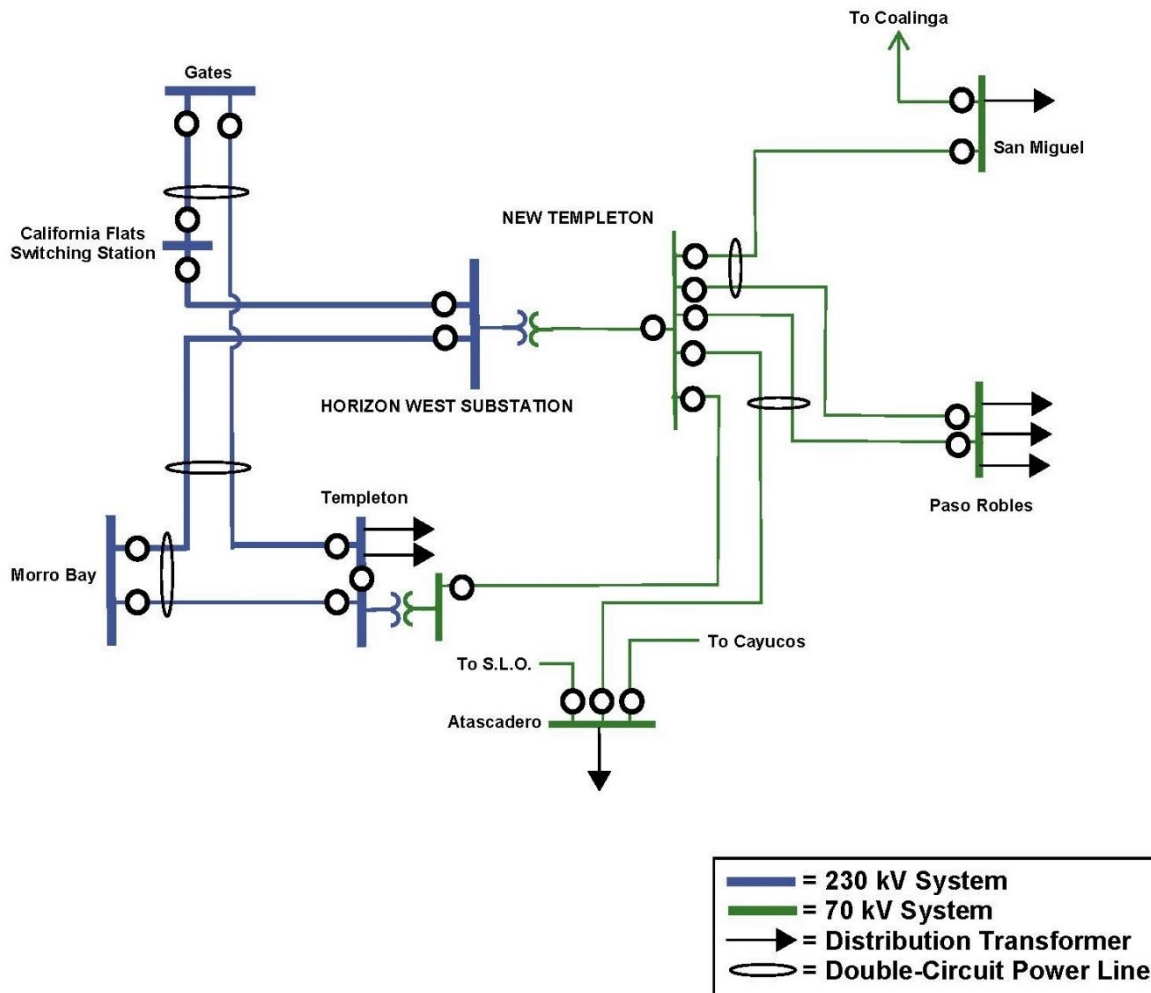 To Coalinga
Gates
San Miguel
NEW TEMPLETON
California Flats
Switching Station
HORIZON WEST SUBSTATION
Templeton
Paso Robles
Morro Bay
To Cayucos
To S.L.O.
Atascadero
= 230 kV System
= 70 kV System
= Distribution Transformer
= Double-Circuit Power Line